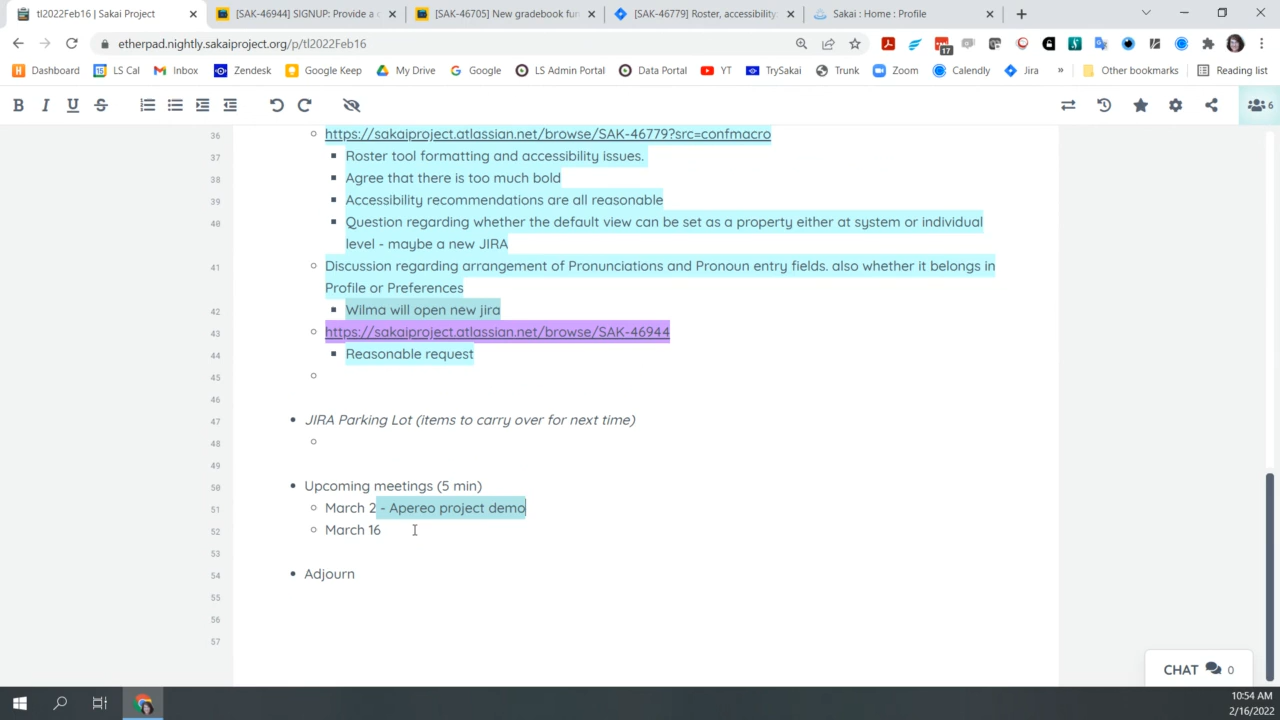 tl2022Feb16 | Sakai Project
[SAK-46944] SIGNUP: Provide a c
[SAK-46705] New gradebook fun
[SAK-46779] Roster, accessibility:
Sakai : Home : Profile
etherpad.nightly.sakaiproject.org/p/tl2022Feb16
17
Dashboard
LS Cal
Inbox
Zendesk
Google Keep
My Drive
Google
LS Admin Portal
Data Portal
YT
TrySakai
Trunk
Zoom
Calendly
Jira
»
Other bookmarks
Reading list
B I U S
6
36 https://sakaiproject.atlassian.net/browse/SAK-46779?src=confmacro
37 Roster tool formatting and accessibility issues.
38 Agree that there is too much bold
39 Accessibility recommendations are all reasonable
40 Question regarding whether the default view can be set as a property either at system or individual
level - maybe a new JIRA
41 Discussion regarding arrangement of Pronunciations and Pronoun entry fields. also whether it belongs in
Profile or Preferences
42 Wilma will open new jira
43 https://sakaiproject.atlassian.net/browse/SAK-46944
44 Reasonable request
45
46
47 JIRA Parking Lot (items to carry over for next time)
48
49
50 Upcoming meetings (5 min)
51 March 2 - Apereo project demo
52 March 16
53
54 Adjourn
55
56
57
CHAT 0
10:54 AM
2/16/2022